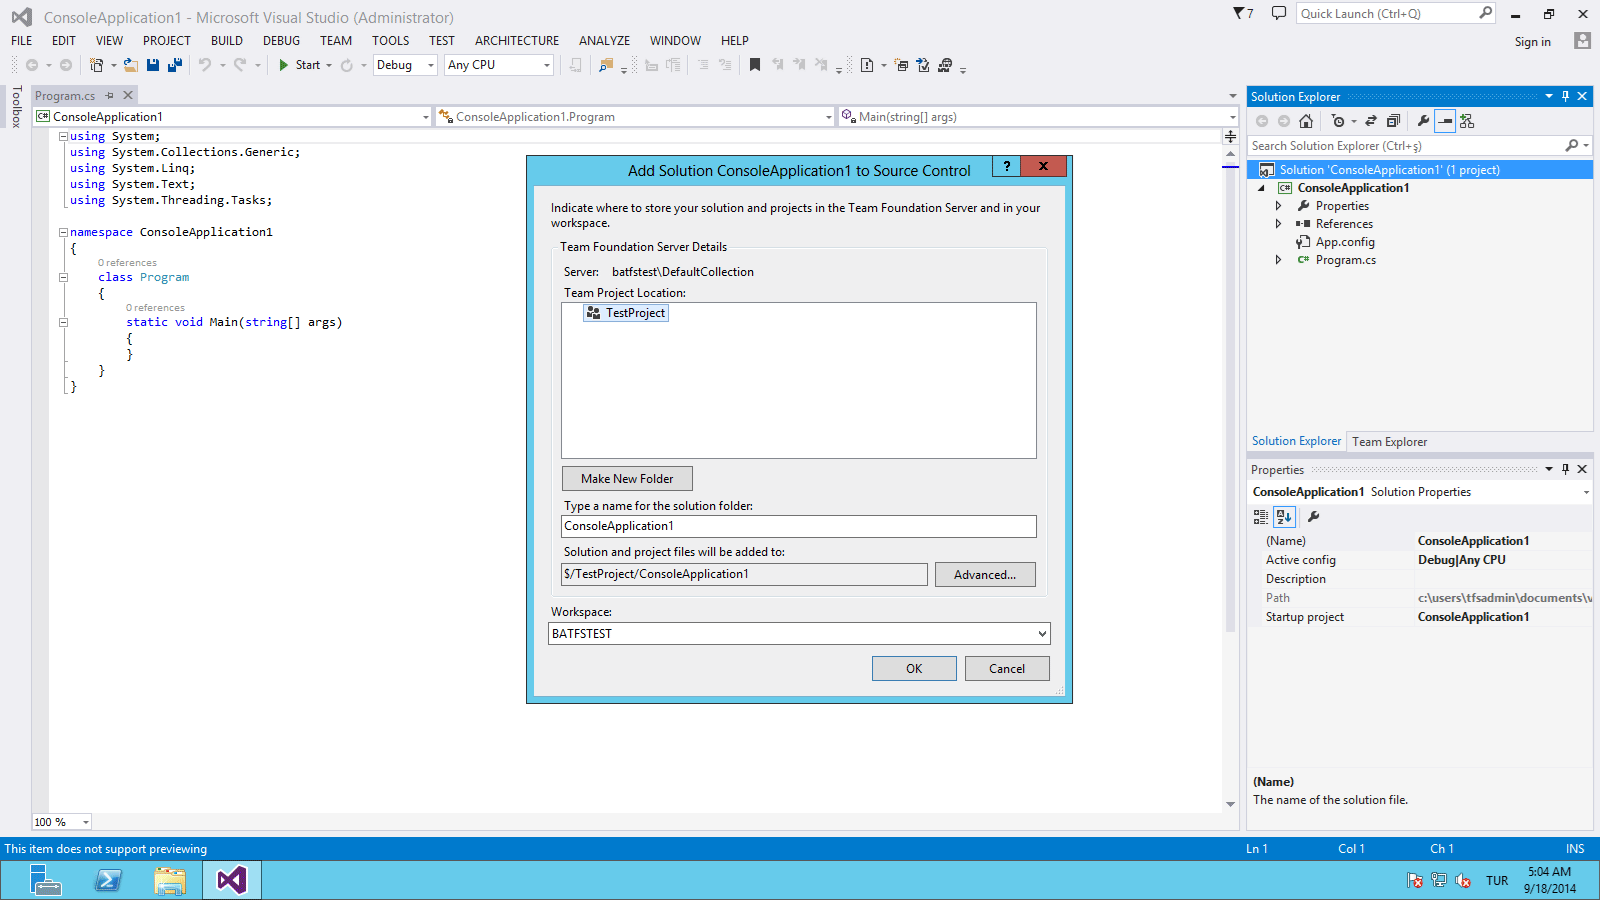 ConsoleApplication1 - Microsoft Visual Studio (Administrator)
7
Quick Launch (Ctrl+Q)
FILE EDIT VIEW PROJECT BUILD DEBUG TEAM TOOLS TEST ARCHITECTURE ANALYZE WINDOW HELP
Sign in
Start Debug Any CPU
Toolbox
Program.cs
ConsoleApplication1
ConsoleApplication1.Program
Main(string[] args)
using System;
using System.Collections.Generic;
using System.Linq;
using System.Text;
using System.Threading.Tasks;
namespace ConsoleApplication1
{
0 references
class Program
{
0 references
static void Main(string[] args)
{
}
}
}
100 %
Add Solution ConsoleApplication1 to Source Control
?
Indicate where to store your solution and projects in the Team Foundation Server and in your
workspace.
Team Foundation Server Details
Server: batfstest\DefaultCollection
Team Project Location:
TestProject
Make New Folder
Type a name for the solution folder:
ConsoleApplication1
Solution and project files will be added to:
$/TestProject/ConsoleApplication1
Advanced...
Workspace:
BATFSTEST
OK
Cancel
Solution Explorer
Search Solution Explorer (Ctrl+ş)
Solution 'ConsoleApplication1' (1 project)
ConsoleApplication1
Properties
References
App.config
Program.cs
Solution Explorer
Team Explorer
Properties
ConsoleApplication1 Solution Properties
(Name) ConsoleApplication1
Active config Debug|Any CPU
Description
Path c:\users\tfsadmin\documents\v
Startup project ConsoleApplication1
(Name)
The name of the solution file.
This item does not support previewing
Ln 1
Col 1
Ch 1
INS
TUR
5:04 AM
9/18/2014